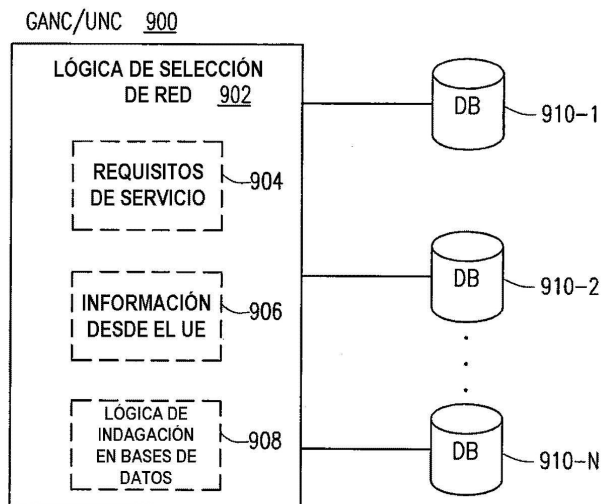 GANC/UNC 900
LÓGICA DE SELECCIÓN
DE RED 902
REQUISITOS
DE SERVICIO
904
INFORMACIÓN
DESDE EL UE
906
LÓGICA DE
INDAGACIÓN
EN BASES DE
DATOS
908
DB
910-1
DB
910-2
DB
910-N